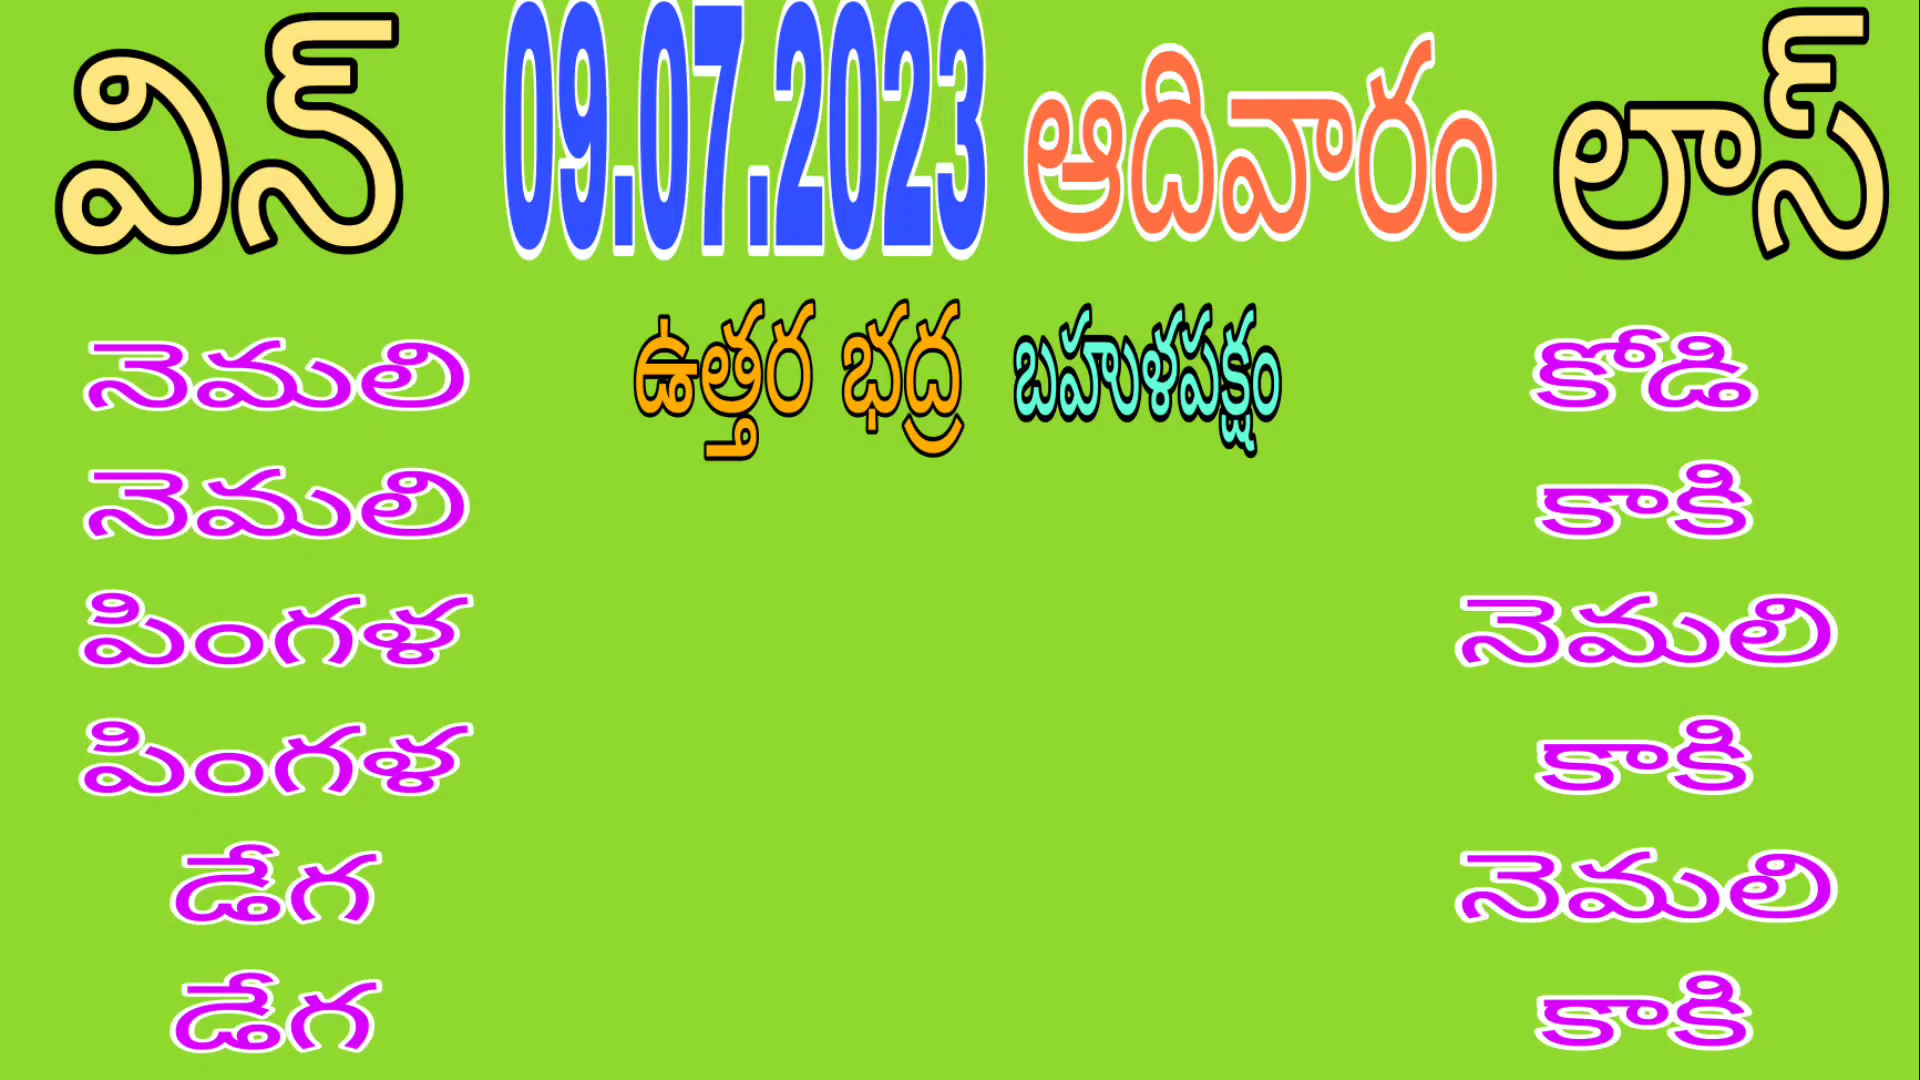 విన్ 09.07.2023 ఆదివారం లాస్
ఉత్తర భద్ర బహుళపక్షం
నెమలి కోడి
నెమలి కాకి
పింగళ నెమలి
పింగళ కాకి
డేగ నెమలి
డేగ కాకి